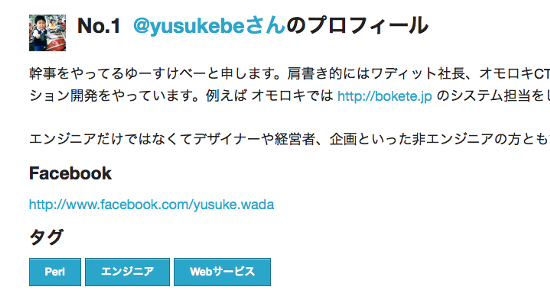 No.1 @yusukebeさんのプロフィール
幹事をやってるゆーすけべーと申します。肩書き的にはワディット社長、オモロキCT
ション開発をやっています。例えば オモロキでは http://bokete.jp のシステム担当をし
エンジニアだけではなくてデザイナーや経営者、企画といった非エンジニアの方とも
Facebook
http://www.facebook.com/yusuke.wada
タグ
Perl エンジニア Webサービス